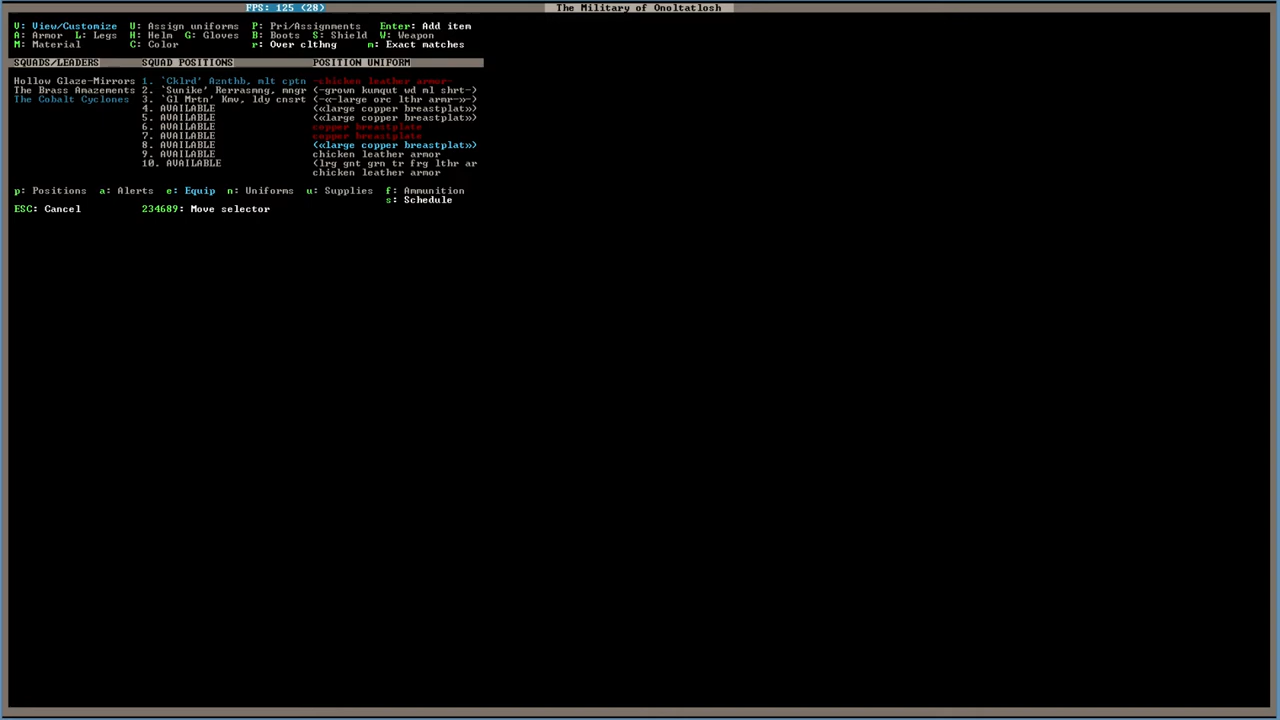 FPS: 125 (28) The Military of Onoltatlosh
V: View/Customize U: Assign uniforms P: Pri/Assignments Enter: Add item
A: Armor L: Legs H: Helm G: Gloves B: Boots S: Shield W: Weapon
M: Material C: Color r: Over clthng m: Exact matches
SQUADS/LEADERS SQUAD POSITIONS POSITION UNIFORM
Hollow Glaze-Mirrors 1. `Cklrd' Aznthb, mlt cptn -chicken leather armor-
The Brass Amazements 2. `Sunike' Rerrasmng, mngr (-grown kumqut wd ml shrt-)
The Cobalt Cyclones 3. `Gl Mrtn' Kmv, ldy cnsrt (-«-large orc lthr armr-»-)
4. AVAILABLE («large copper breastplat»)
5. AVAILABLE («large copper breastplat»)
6. AVAILABLE copper breastplate
7. AVAILABLE copper breastplate
8. AVAILABLE («large copper breastplat»)
9. AVAILABLE chicken leather armor
10. AVAILABLE (lrg gnt grn tr frg lthr ar
chicken leather armor
p: Positions a: Alerts e: Equip n: Uniforms u: Supplies f: Ammunition
s: Schedule
ESC: Cancel 234689: Move selector